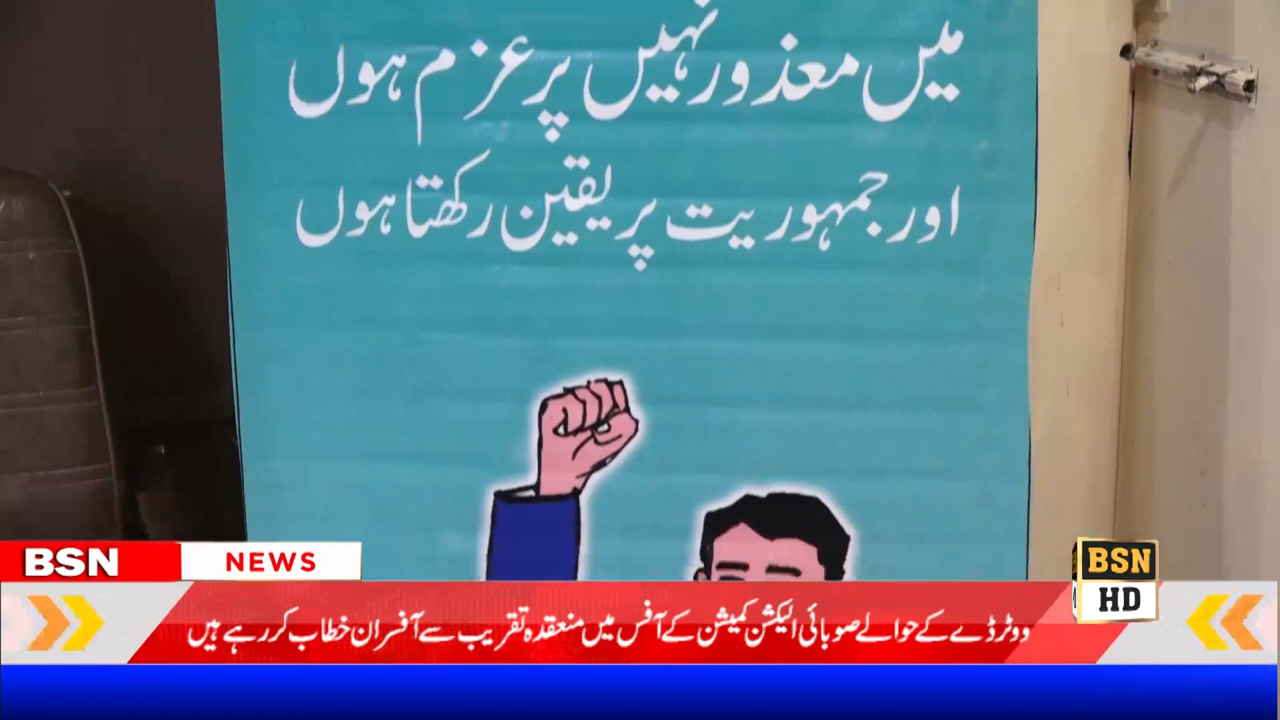 میں معذور نہیں پر عزم ہوں
اور جمہوریت پر یقین رکھتا ہوں
BSN NEWS
BSN
HD
ووٹر ڈے کے حوالے صوبائی الیکشن کمیشن کے آفس میں منعقدہ تقریب سے آفسران خطاب کر رہے ہیں